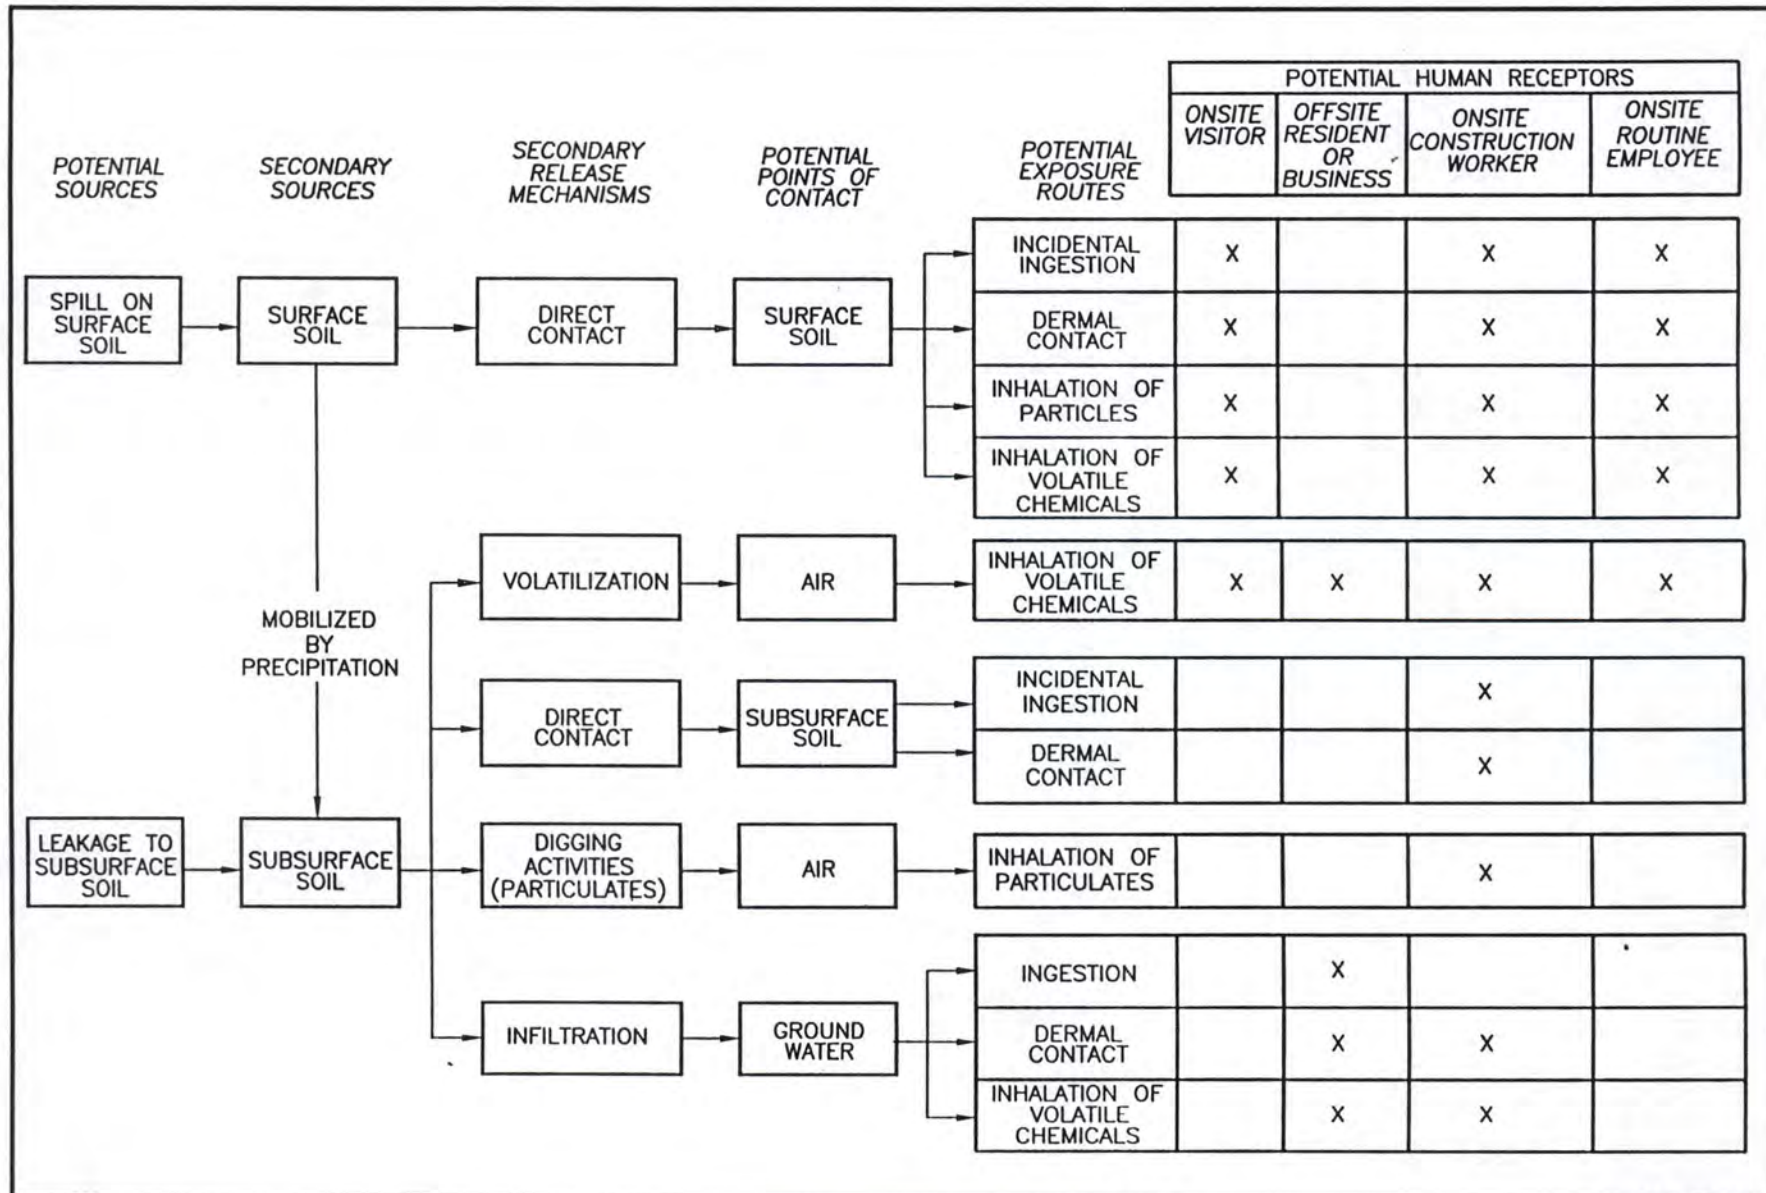 POTENTIAL HUMAN RECEPTORS
ONSITE
VISITOR
OFFSITE
RESIDENT
OR
BUSINESS
ONSITE
CONSTRUCTION
WORKER
ONSITE
ROUTINE
EMPLOYEE
POTENTIAL
SOURCES
SECONDARY
SOURCES
SECONDARY
RELEASE
MECHANISMS
POTENTIAL
POINTS OF
CONTACT
POTENTIAL
EXPOSURE
ROUTES
SPILL ON
SURFACE
SOIL
SURFACE
SOIL
DIRECT
CONTACT
SURFACE
SOIL
INCIDENTAL
INGESTION
X X X
DERMAL
CONTACT
X X X
INHALATION OF
PARTICLES
X X X
INHALATION OF
VOLATILE
CHEMICALS
X X X
MOBILIZED
BY
PRECIPITATION
VOLATILIZATION
AIR
INHALATION OF
VOLATILE
CHEMICALS
X X X X
DIRECT
CONTACT
SUBSURFACE
SOIL
INCIDENTAL
INGESTION
X
DERMAL
CONTACT
X
LEAKAGE TO
SUBSURFACE
SOIL
SUBSURFACE
SOIL
DIGGING
ACTIVITIES
(PARTICULATES)
AIR
INHALATION OF
PARTICULATES
X
INFILTRATION
GROUND
WATER
INGESTION
X
DERMAL
CONTACT
X X
INHALATION OF
VOLATILE
CHEMICALS
X X